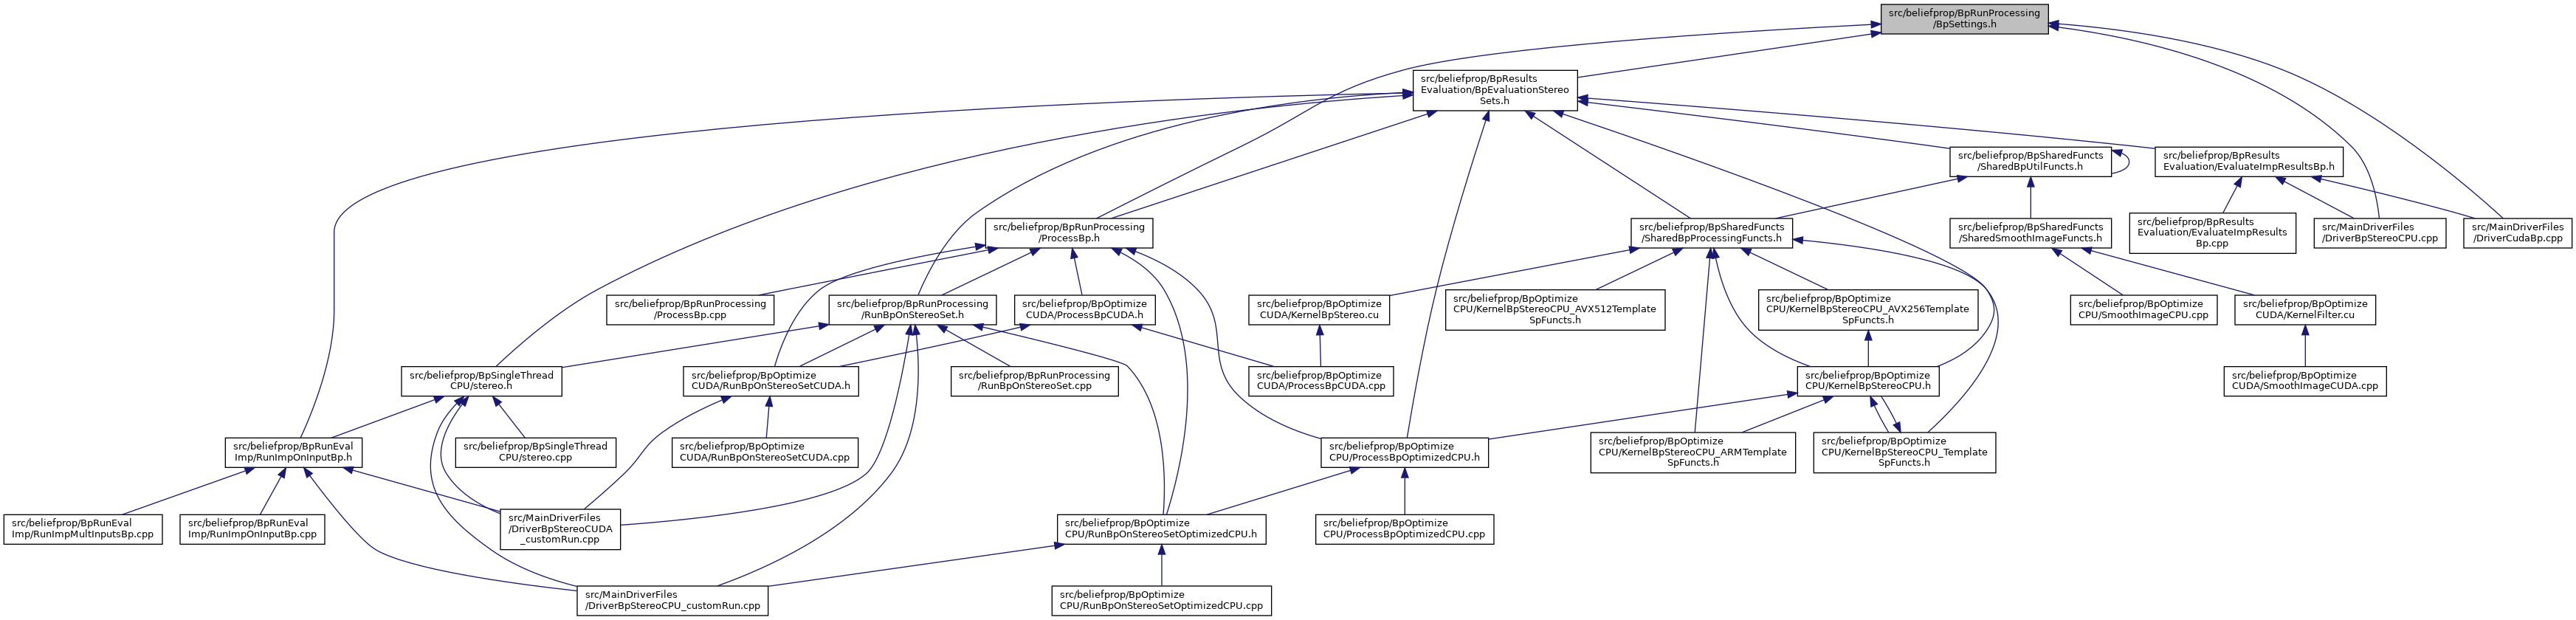 src/beliefprop/BpRunProcessing
/BpSettings.h
src/beliefprop/BpResults
Evaluation/BpEvaluationStereo
Sets.h
src/beliefprop/BpSharedFuncts
/SharedBpUtilFuncts.h
src/beliefprop/BpResults
Evaluation/EvaluateImpResultsBp.h
src/beliefprop/BpRunProcessing
/ProcessBp.h
src/beliefprop/BpSharedFuncts
/SharedBpProcessingFuncts.h
src/beliefprop/BpSharedFuncts
/SharedSmoothImageFuncts.h
src/beliefprop/BpResults
Evaluation/EvaluateImpResults
Bp.cpp
src/MainDriverFiles
/DriverBpStereoCPU.cpp
src/MainDriverFiles
/DriverCudaBp.cpp
src/beliefprop/BpRunProcessing
/ProcessBp.cpp
src/beliefprop/BpRunProcessing
/RunBpOnStereoSet.h
src/beliefprop/BpOptimize
CUDA/ProcessBpCUDA.h
src/beliefprop/BpOptimize
CUDA/KernelBpStereo.cu
src/beliefprop/BpOptimize
CPU/KernelBpStereoCPU_AVX512Template
SpFuncts.h
src/beliefprop/BpOptimize
CPU/KernelBpStereoCPU_AVX256Template
SpFuncts.h
src/beliefprop/BpOptimize
CPU/SmoothImageCPU.cpp
src/beliefprop/BpOptimize
CUDA/KernelFilter.cu
src/beliefprop/BpSingleThread
CPU/stereo.h
src/beliefprop/BpOptimize
CUDA/RunBpOnStereoSetCUDA.h
src/beliefprop/BpRunProcessing
/RunBpOnStereoSet.cpp
src/beliefprop/BpOptimize
CUDA/ProcessBpCUDA.cpp
src/beliefprop/BpOptimize
CPU/KernelBpStereoCPU.h
src/beliefprop/BpOptimize
CUDA/SmoothImageCUDA.cpp
src/beliefprop/BpRunEval
Imp/RunImpOnInputBp.h
src/beliefprop/BpSingleThread
CPU/stereo.cpp
src/beliefprop/BpOptimize
CUDA/RunBpOnStereoSetCUDA.cpp
src/beliefprop/BpOptimize
CPU/ProcessBpOptimizedCPU.h
src/beliefprop/BpOptimize
CPU/KernelBpStereoCPU_ARMTemplate
SpFuncts.h
src/beliefprop/BpOptimize
CPU/KernelBpStereoCPU_Template
SpFuncts.h
src/beliefprop/BpRunEval
Imp/RunImpMultInputsBp.cpp
src/beliefprop/BpRunEval
Imp/RunImpOnInputBp.cpp
src/MainDriverFiles
/DriverBpStereoCUDA
_customRun.cpp
src/beliefprop/BpOptimize
CPU/RunBpOnStereoSetOptimizedCPU.h
src/beliefprop/BpOptimize
CPU/ProcessBpOptimizedCPU.cpp
src/MainDriverFiles
/DriverBpStereoCPU_customRun.cpp
src/beliefprop/BpOptimize
CPU/RunBpOnStereoSetOptimizedCPU.cpp